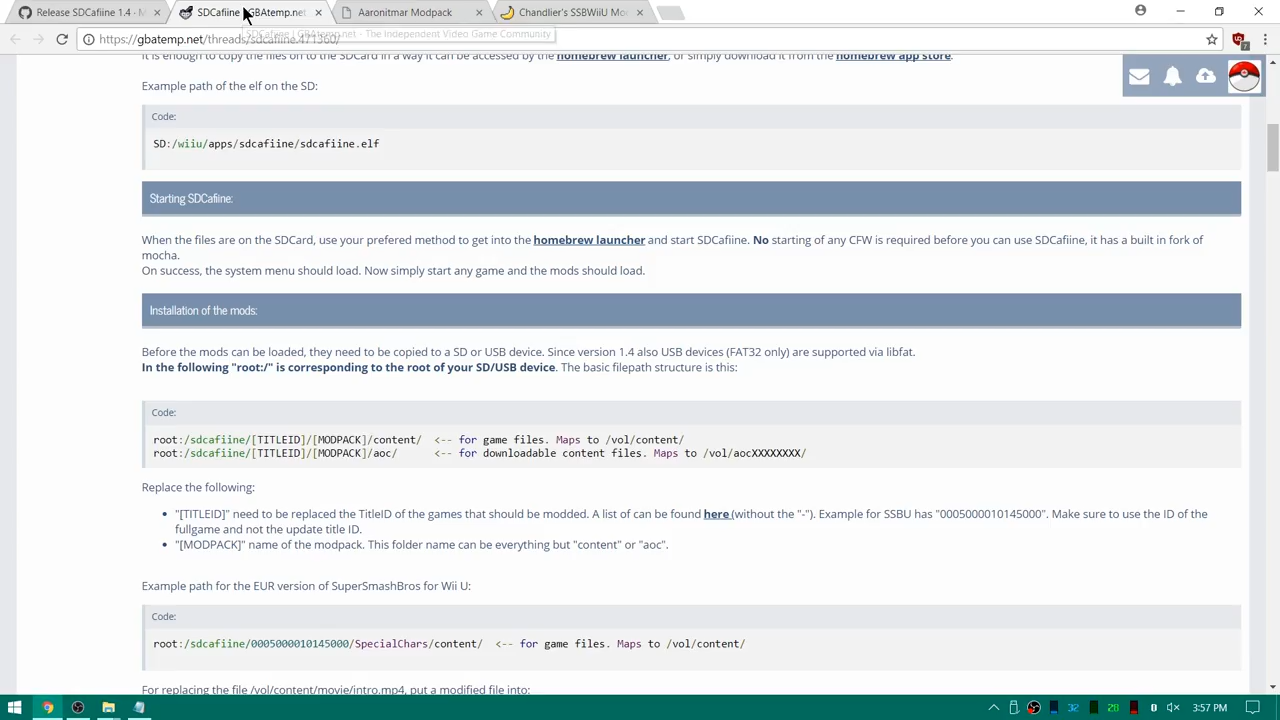 Release SDCafiine 1.4 · M
SDCafiine | GBAtemp.net
Aaronitmar Modpack
Chandler's SSBWiiU Mo
https://gbatemp.net/threads/sdcafiine.471360/
SDCafiine | GBAtemp.net - The Independent Video Game Community
7
It is enough to copy the files on to the SDCard in a way it can be accessed by the homebrew launcher, or simply download it from the homebrew app store.
Example path of the elf on the SD:
Code:
SD:/wiiu/apps/sdcafiine/sdcafiine.elf
Starting SDCafiine:
When the files are on the SDCard, use your prefered method to get into the homebrew launcher and start SDCafiine. No starting of any CFW is required before you can use SDCafiine, it has a built in fork of
mocha.
On success, the system menu should load. Now simply start any game and the mods should load.
Installation of the mods:
Before the mods can be loaded, they need to be copied to a SD or USB device. Since version 1.4 also USB devices (FAT32 only) are supported via libfat.
In the following "root:/" is corresponding to the root of your SD/USB device. The basic filepath structure is this:
Code:
root:/sdcafiine/[TITLEID]/[MODPACK]/content/ <-- for game files. Maps to /vol/content/
root:/sdcafiine/[TITLEID]/[MODPACK]/aoc/ <-- for downloadable content files. Maps to /vol/aocXXXXXXXX/
Replace the following:
"[TITLEID]" need to be replaced the TitleID of the games that should be modded. A list of can be found here (without the "-"). Example for SSBU has "0005000010145000". Make sure to use the ID of the
fullgame and not the update title ID.
"[MODPACK]" name of the modpack. This folder name can be everything but "content" or "aoc".
Example path for the EUR version of SuperSmashBros for Wii U:
Code:
root:/sdcafiine/0005000010145000/SpecialChars/content/ <-- for game files. Maps to /vol/content/
For replacing the file /vol/content/movie/intro.mp4, put a modified file into:
32
28
3:57 PM